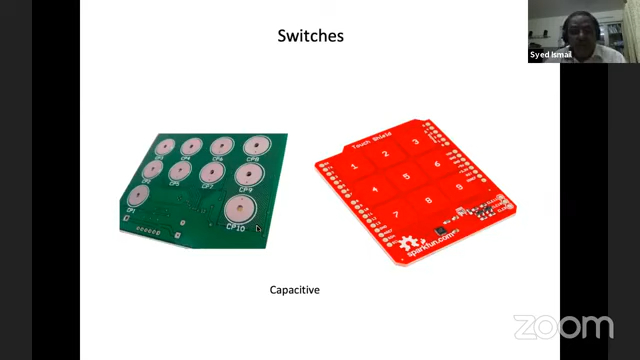 Switches
Syed Ismail
CP3 CP4 CP6 CP8
CP2 CP5 CP7 CP9
CP1
CP10
Touch Shield
1 2 3
4 5 6
7 8 9
sparkfun.com
Capacitive
zoom